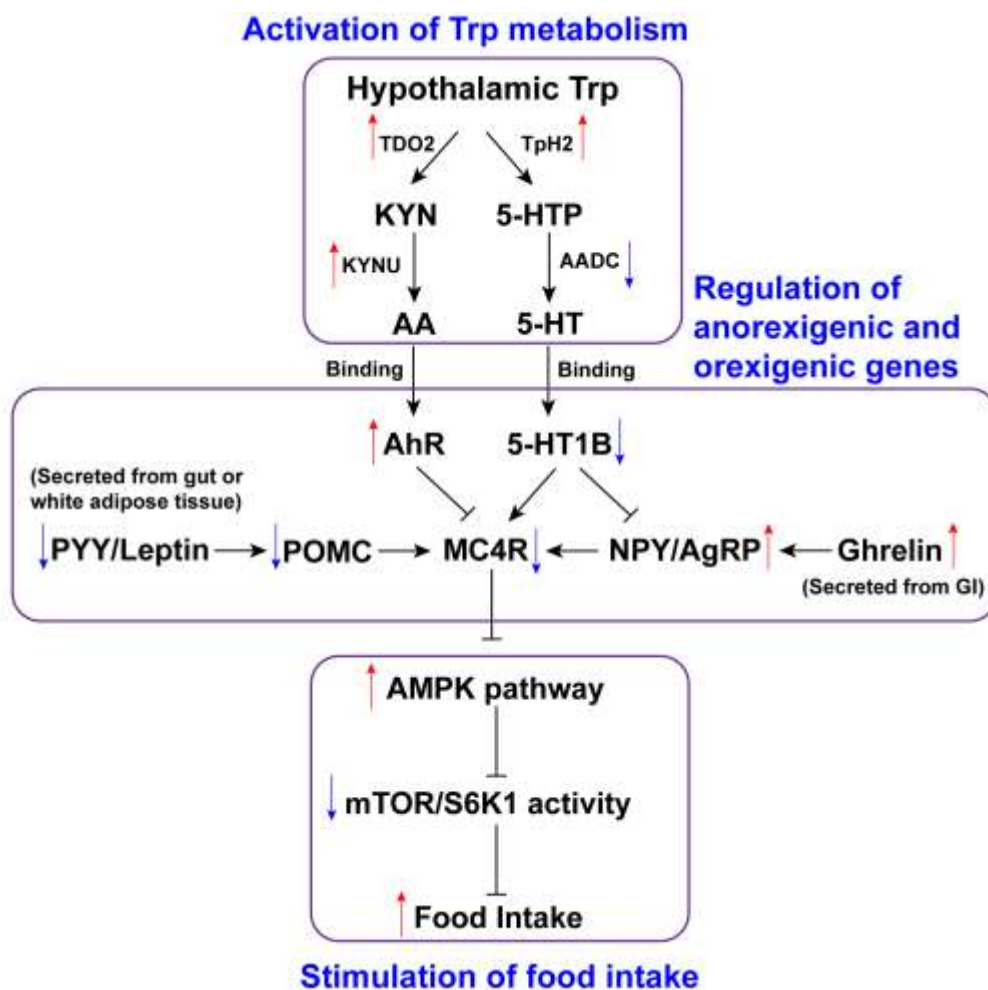 Activation of Trp metabolism
Hypothalamic Trp
TDO2
TpH2
KYN
5-HTP
KYNU
AADC
AA
5-HT
Regulation of
anorexigenic and
orexigenic genes
Binding
Binding
AhR
5-HT1B
(Secreted from gut or
white adipose tissue)
PYY/Leptin
POMC
MC4R
NPY/AgRP
Ghrelin
(Secreted from GI)
AMPK pathway
mTOR/S6K1 activity
Food Intake
Stimulation of food intake